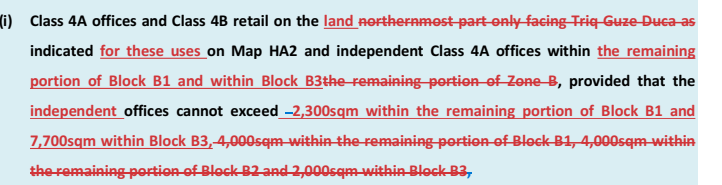 (i) Class 4A offices and Class 4B retail on the land northernmost part only facing Triq Guze Duca as
indicated for these uses on Map HA2 and independent Class 4A offices within the remaining
portion of Block B1 and within Block B3the remaining portion of Zone B, provided that the
independent offices cannot exceed 2,300sqm within the remaining portion of Block B1 and
7,700sqm within Block B3, 4,000sqm within the remaining portion of Block B1, 4,000sqm within
the remaining portion of Block B2 and 2,000sqm within Block B3,